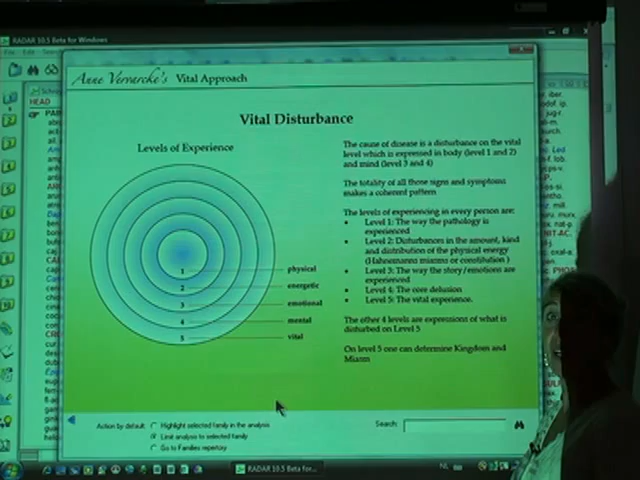 RADAR 10.5 Beta for Windows
File Edit
HEAD
Anne Vervarcke's Vital Approach
Vital Disturbance
Levels of Experience
1 physical
2 energetic
3 emotional
4 mental
5 vital
The cause of disease is a disturbance on the vital
level which is expressed in body (level 1 and 2)
and mind (level 3 and 4)
The totality of all those signs and symptoms
makes a coherent pattern
The levels of experiencing in every person are:
• Level 1: The way the pathology is
experienced
• Level 2: Disturbances in the amount, kind
and distribution of the physical energy
(Hahnemanns miasms or constitution )
• Level 3: The way the story/emotions are
experienced
• Level 4: The core delusion
• Level 5: The vital experience.
The other 4 levels are expressions of what is
disturbed on Level 5
On level 5 one can determine Kingdom and
Miasm
Action by default: Highlight selected family in the analysis
Limit analysis to selected family
Go to Families repertory
Search:
RADAR 10.5 Beta for...
NL